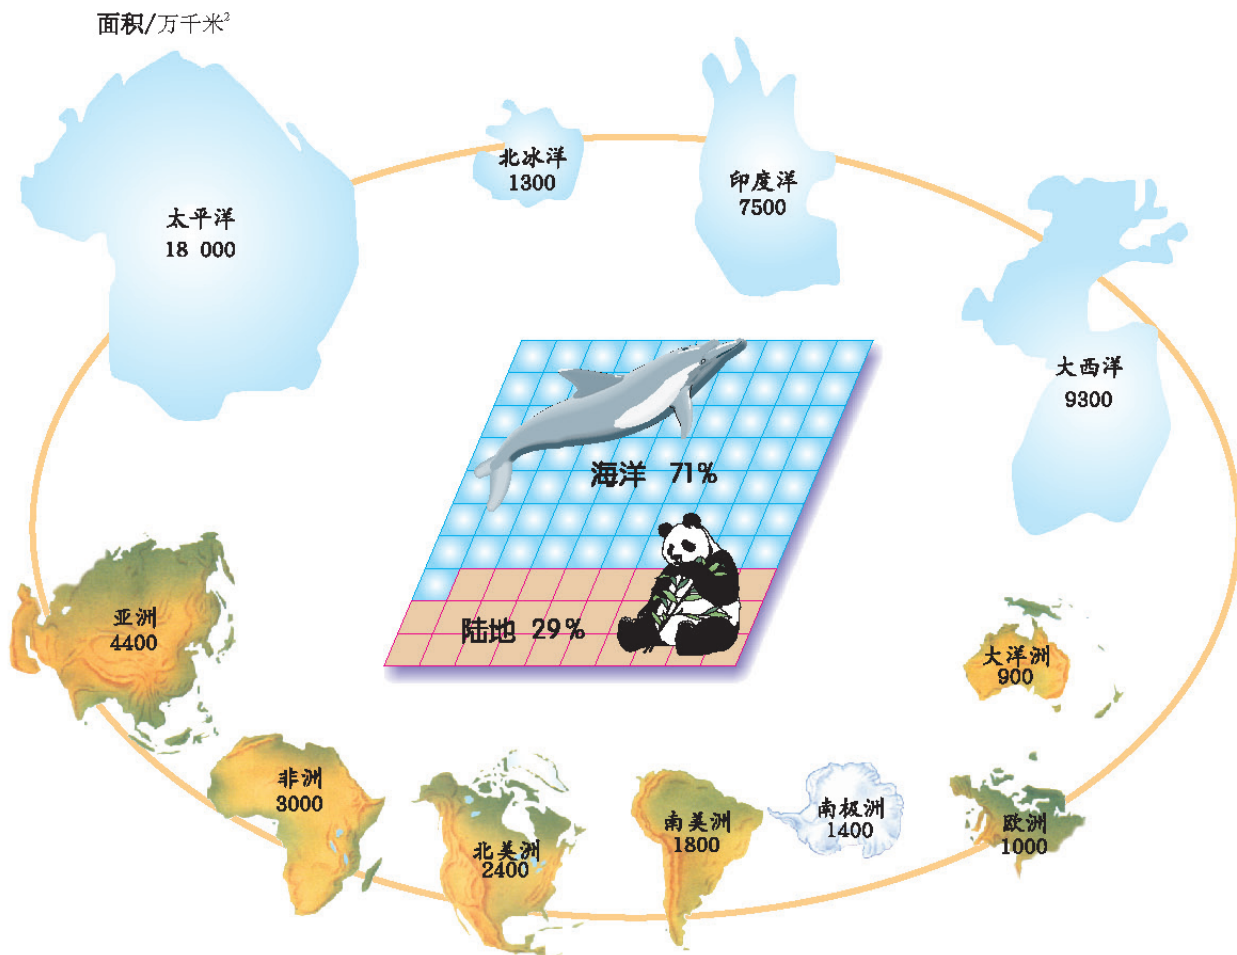 面积/万千米²
太平洋
18 000
北冰洋
1300
印度洋
7500
大西洋
9300
海洋 71%
陆地 29%
亚洲
4400
非洲
3000
北美洲
2400
南美洲
1800
南极洲
1400
欧洲
1000
大洋洲
900